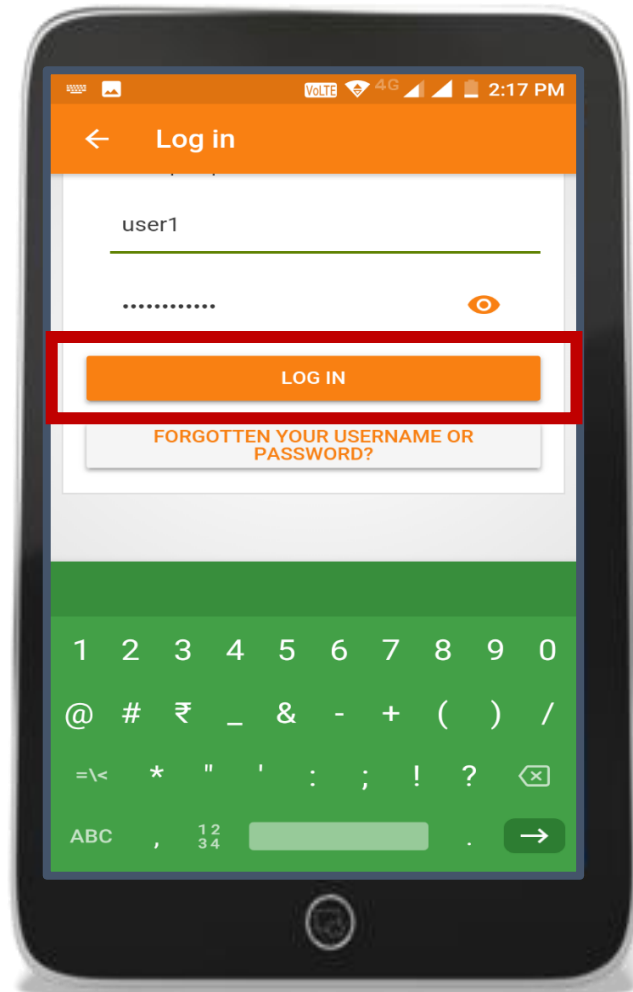 VoLTE 4G 2:17 PM
Log in
user1
............
LOG IN
FORGOTTEN YOUR USERNAME OR
PASSWORD?
1 2 3 4 5 6 7 8 9 0
@ # ₹ _ & - + ( ) /
=\< * " ' : ; ! ?
ABC , 12 .
34